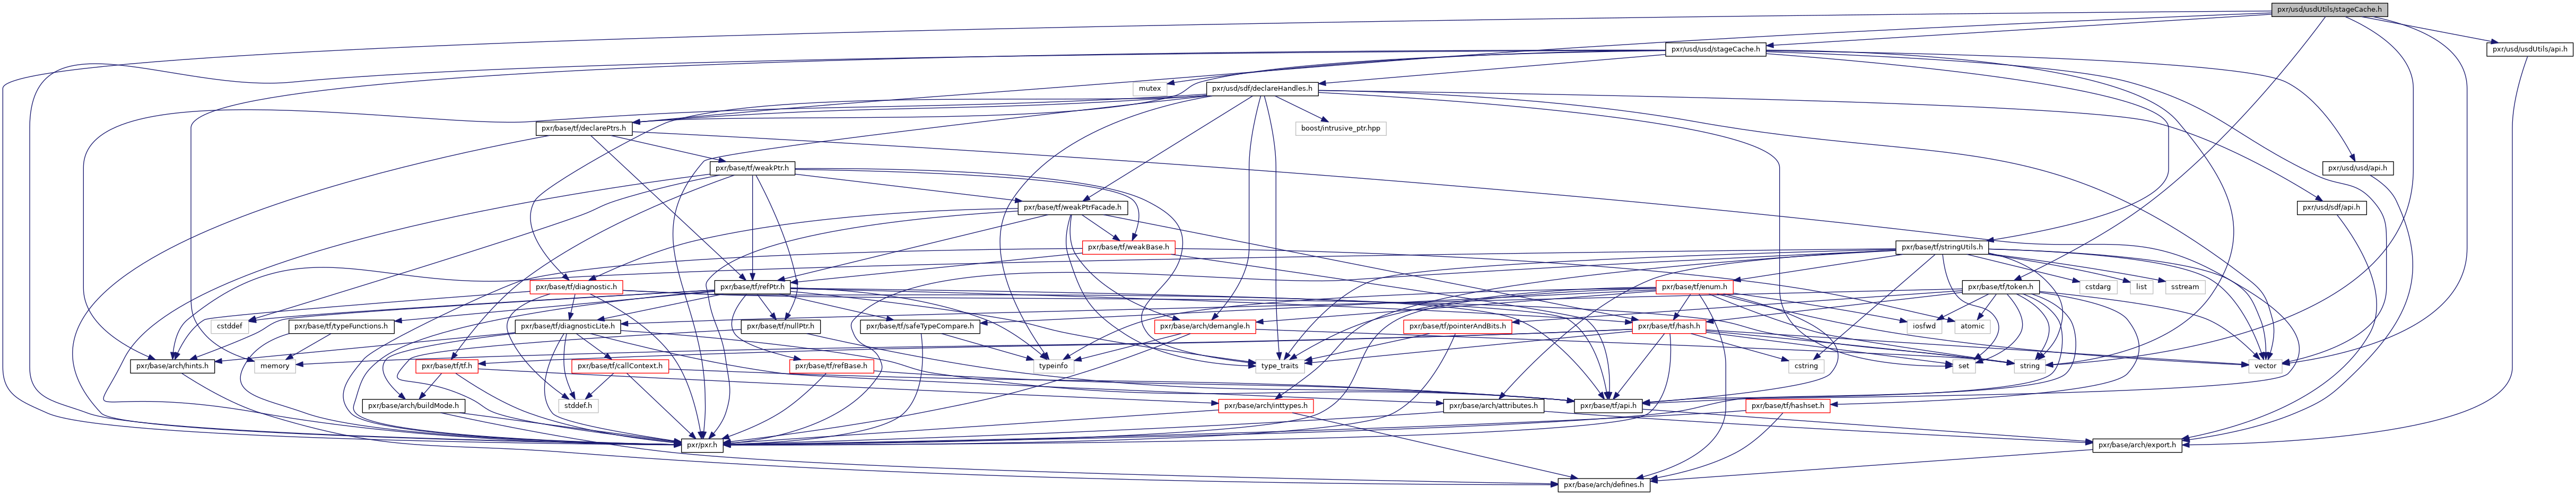 pxr/usd/usdUtils/stageCache.h
pxr/usd/usd/stageCache.h
pxr/usd/usdUtils/api.h
mutex
pxr/usd/sdf/declareHandles.h
pxr/base/tf/declarePtrs.h
boost/intrusive_ptr.hpp
pxr/base/tf/weakPtr.h
pxr/usd/usd/api.h
pxr/base/tf/weakPtrFacade.h
pxr/usd/sdf/api.h
pxr/base/tf/weakBase.h
pxr/base/tf/stringUtils.h
pxr/base/tf/diagnostic.h
pxr/base/tf/refPtr.h
pxr/base/tf/enum.h
pxr/base/tf/token.h
cstdarg
list
sstream
cstddef
pxr/base/tf/typeFunctions.h
pxr/base/tf/diagnosticLite.h
pxr/base/tf/nullPtr.h
pxr/base/tf/safeTypeCompare.h
pxr/base/arch/demangle.h
pxr/base/tf/pointerAndBits.h
pxr/base/tf/hash.h
iosfwd
atomic
pxr/base/arch/hints.h
memory
pxr/base/tf/tf.h
pxr/base/tf/callContext.h
pxr/base/tf/refBase.h
typeinfo
type_traits
cstring
set
string
vector
pxr/base/arch/buildMode.h
stddef.h
pxr/base/arch/inttypes.h
pxr/base/arch/attributes.h
pxr/base/tf/api.h
pxr/base/tf/hashset.h
pxr/pxr.h
pxr/base/arch/export.h
pxr/base/arch/defines.h